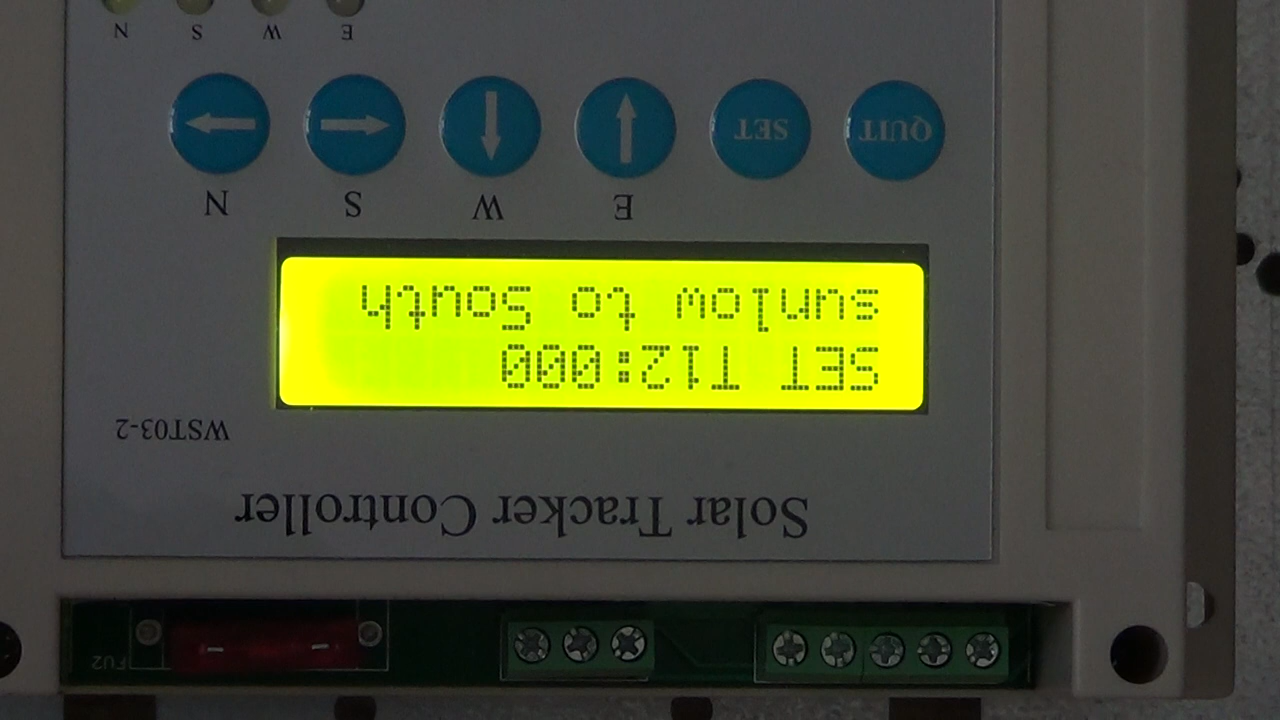 Solar Tracker Controller
WST03-2
SET T12:000
sunlow to South
E W S N
QUIT SET
E W S N
FU2